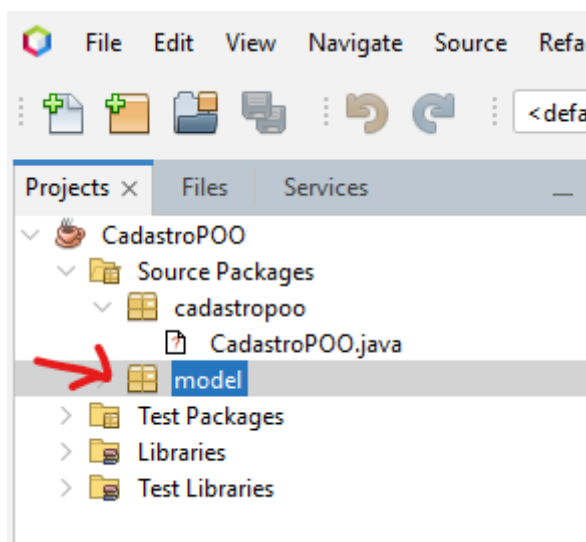 File Edit View Navigate Source Refa
<defa
Projects Files Services
CadastroPOO
Source Packages
cadastropoo
CadastroPOO.java
model
Test Packages
Libraries
Test Libraries